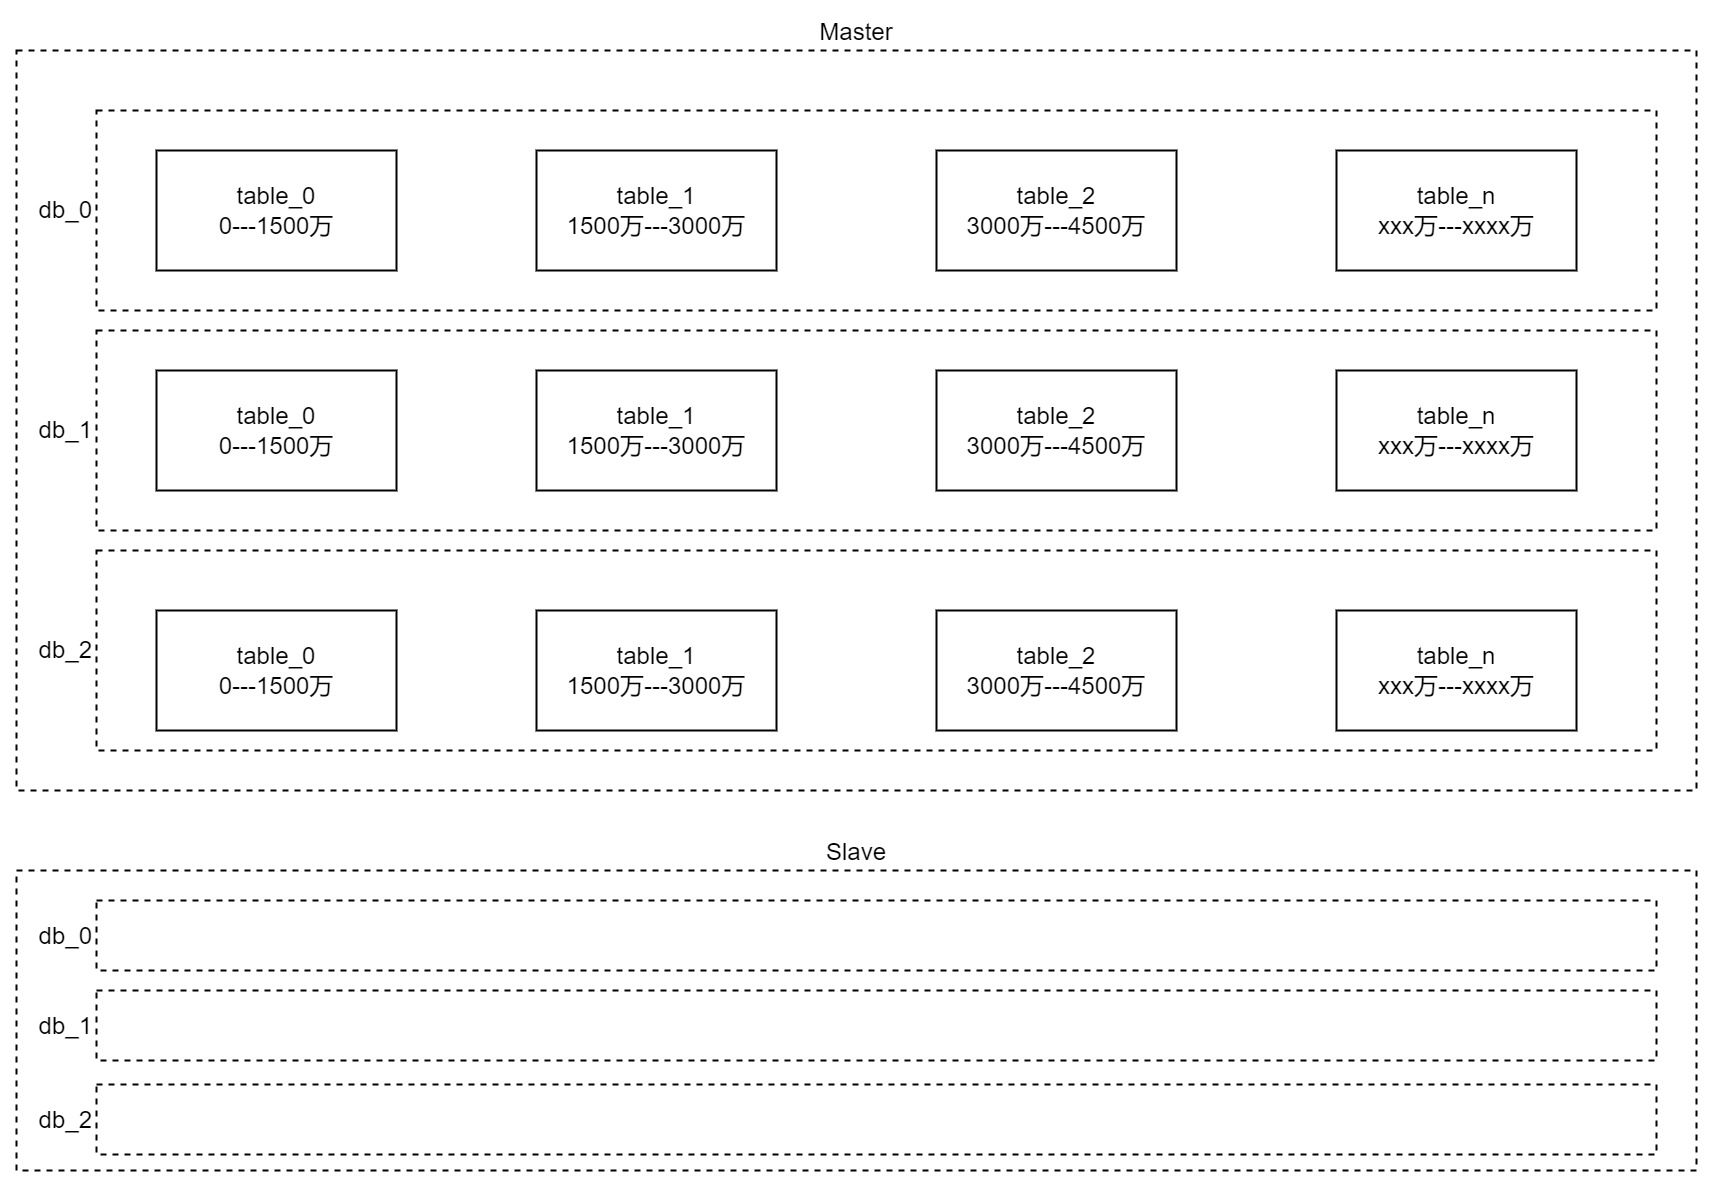 Master
db_0
table_0
0---1500万
table_1
1500万---3000万
table_2
3000万---4500万
table_n
xxx万---xxxx万
db_1
table_0
0---1500万
table_1
1500万---3000万
table_2
3000万---4500万
table_n
xxx万---xxxx万
db_2
table_0
0---1500万
table_1
1500万---3000万
table_2
3000万---4500万
table_n
xxx万---xxxx万
Slave
db_0
db_1
db_2